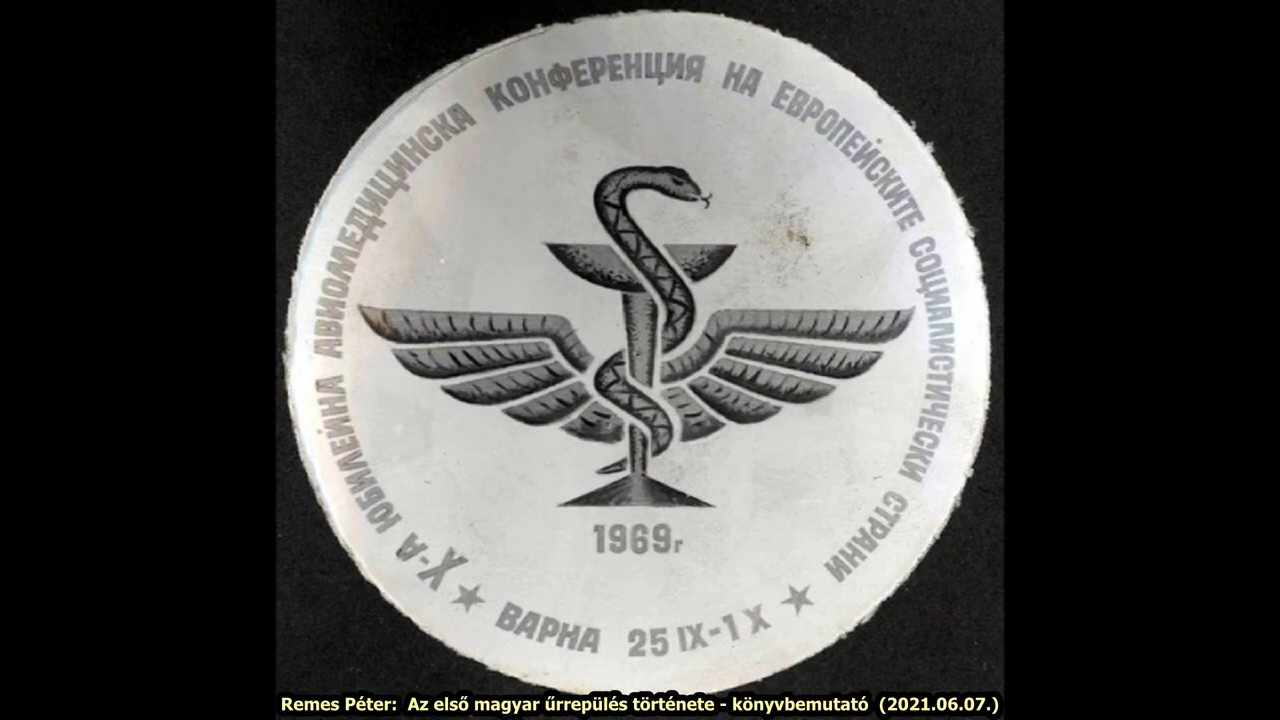 Х-А ЮБИЛЕЙНА АВИОМЕДИЦИНСКА КОНФЕРЕНЦИЯ НА ЕВРОПЕЙСКИТЕ СОЦИАЛИСТИЧЕСКИ СТРАНИ
1969г
★ ВАРНА 25 IX-1 X ★
Remes Péter: Az első magyar űrrepülés története - könyvbemutató (2021.06.07.)